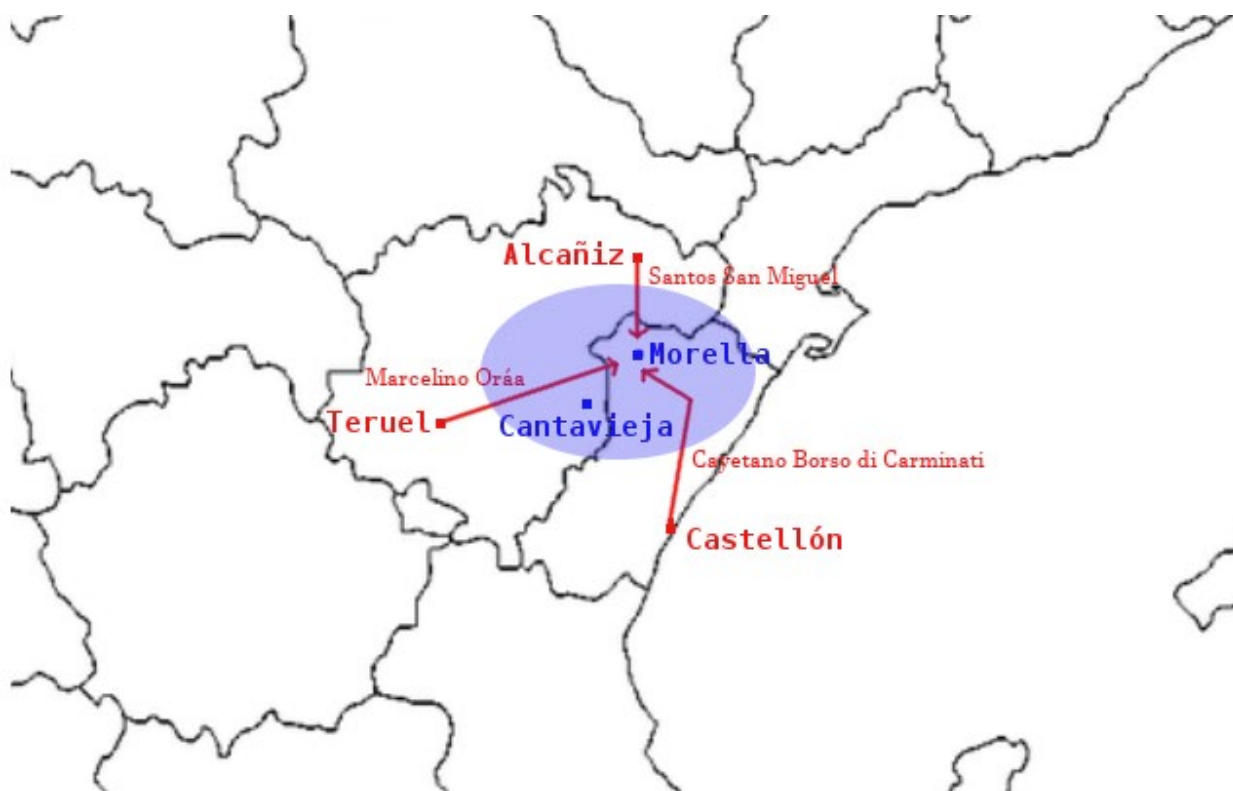 Alcañiz
Santos San Miguel
Morella
Marcelino Oráa
Teruel
Cantavieja
Cayetano Borso di Carminati
Castellón